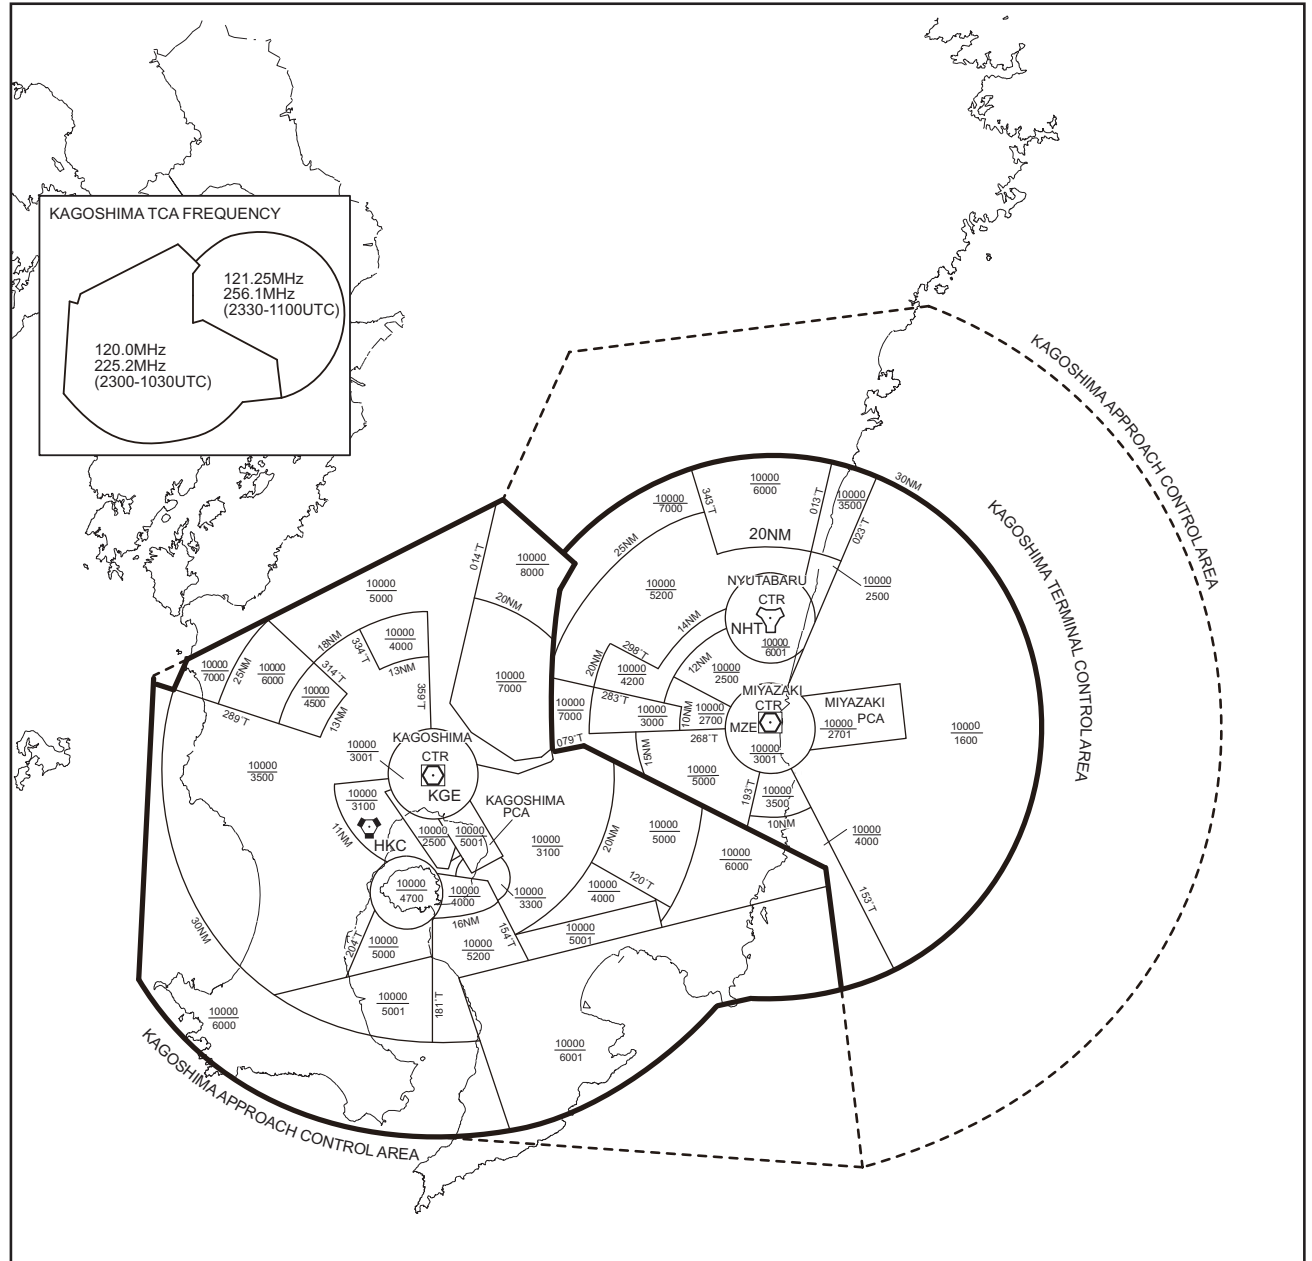 KAGOSHIMA TCA FREQUENCY
121.25MHz
256.1MHz
(2330-1100UTC)
120.0MHz
225.2MHz
(2300-1030UTC)
KAGOSHIMA APPROACH CONTROL AREA
KAGOSHIMA TERMINAL CONTROL AREA
30NM
10000
6000
10000
7000
343°T
013°T
10000
3500
023°T
20NM
25NM
014°T
10000
8000
10000
5000
20NM
10000
5200
NYUTABARU
CTR
NHT
10000
6001
10000
2500
14NM
12NM
10000
2500
18NM
334°T
10000
4000
13NM
359°T
314°T
10000
7000
25NM
10000
6000
10000
4500
13NM
289°T
10000
7000
298°T
20NM
10000
4200
283°T
10000
7000
10000
3000
10NM
10000
2700
268°T
079°T
15NM
MIYAZAKI
CTR
MZE
10000
3001
MIYAZAKI
PCA
10000
2701
10000
1600
10000
3500
10000
3001
KAGOSHIMA
CTR
KGE
10000
5000
193°T
10000
3500
10NM
10000
4000
153°T
10000
3100
11NM
HKC
10000
2500
10000
5001
KAGOSHIMA
PCA
10000
3100
20NM
10000
5000
10000
6000
120°T
10000
4700
10000
4000
10000
3300
10000
4000
16NM
154°T
10000
5001
30NM
204°T
10000
5000
10000
5200
10000
5001
181°T
10000
6000
10000
6001
KAGOSHIMA APPROACH CONTROL AREA